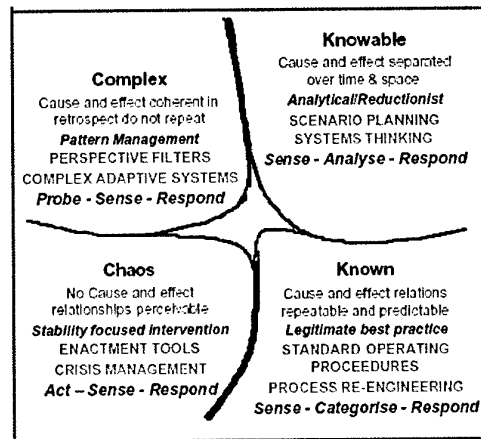 Complex
Cause and effect coherent in
retrospect do not repeat
Pattern Management
PERSPECTIVE FILTERS
COMPLEX ADAPTIVE SYSTEMS
Probe - Sense - Respond
Knowable
Cause and effect separated
over time & space
Analytical/Reductionist
SCENARIO PLANNING
SYSTEMS THINKING
Sense - Analyse - Respond
Chaos
No Cause and effect
relationships perceivable
Stability focused intervention
ENACTMENT TOOLS
CRISIS MANAGEMENT
Act – Sense - Respond
Known
Cause and effect relations
repeatable and predictable
Legitimate best practice
STANDARD OPERATING
PROCEEDURES
PROCESS RE-ENGINEERING
Sense - Categorise - Respond